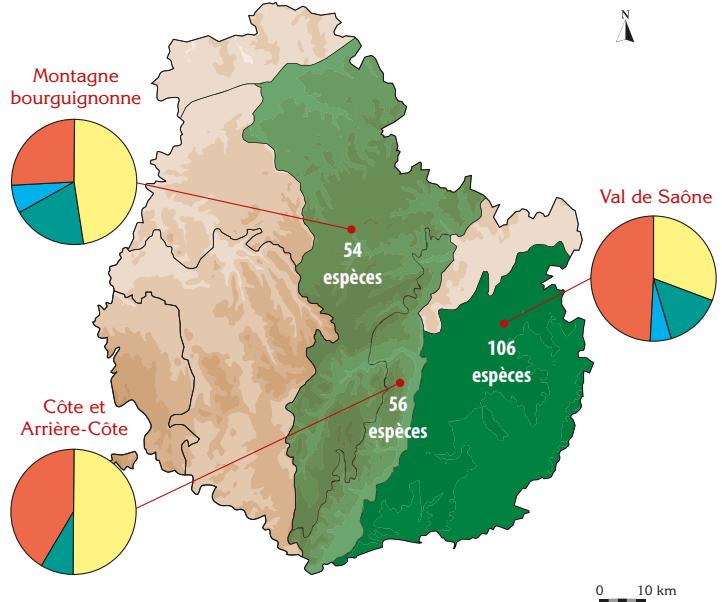 N
Montagne
bourguignonne
Val de Saône
54
espèces
106
espèces
56
espèces
Côte et
Arrière-Côte
0 10 km